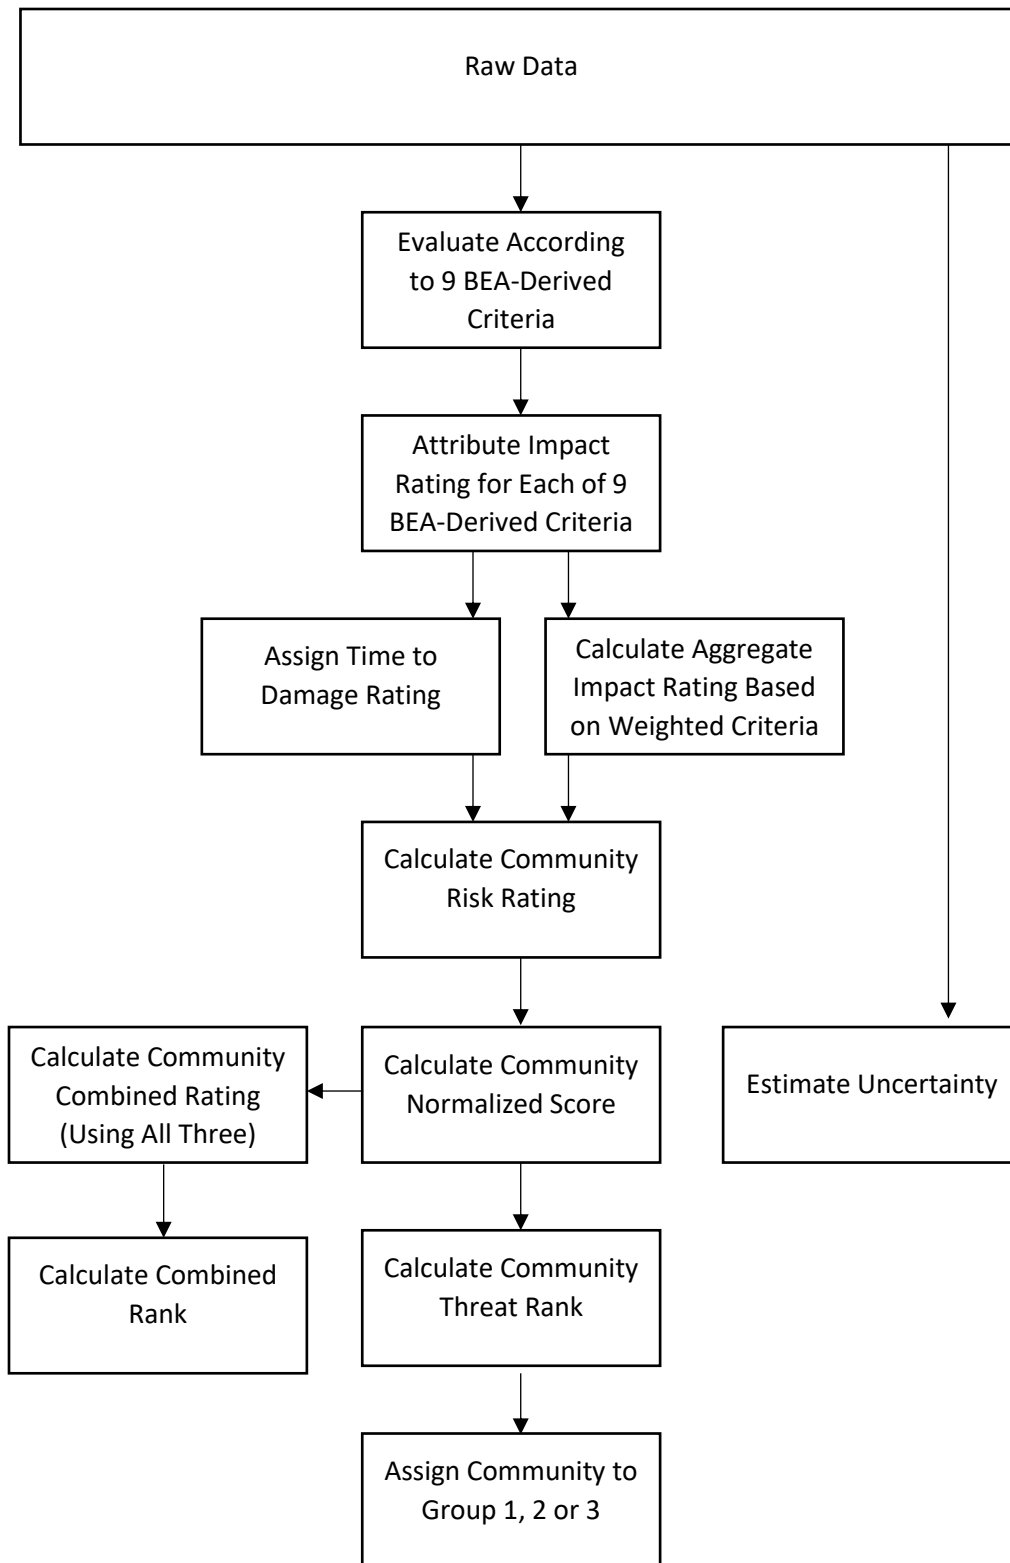 Raw Data
Evaluate According
to 9 BEA-Derived
Criteria
Attribute Impact
Rating for Each of 9
BEA-Derived Criteria
Assign Time to
Damage Rating
Calculate Aggregate
Impact Rating Based
on Weighted Criteria
Calculate Community
Risk Rating
Calculate Community
Combined Rating
(Using All Three)
Calculate Community
Normalized Score
Estimate Uncertainty
Calculate Combined
Rank
Calculate Community
Threat Rank
Assign Community to
Group 1, 2 or 3